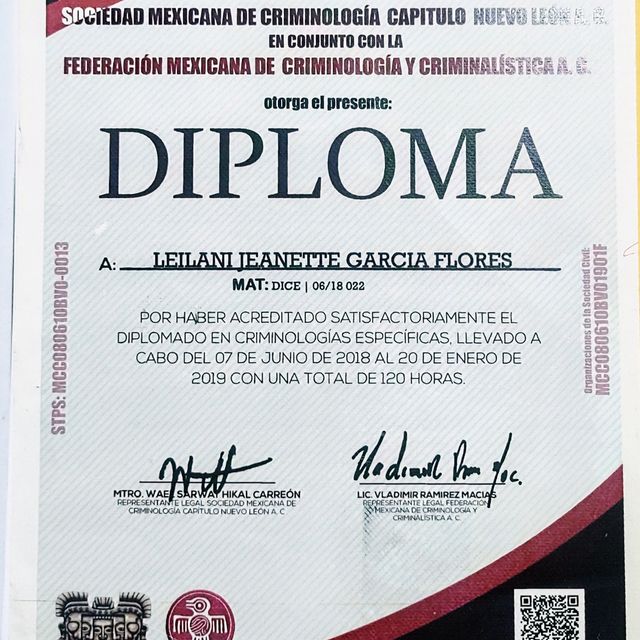 SOCIEDAD MEXICANA DE CRIMINOLOGÍA CAPITULO NUEVO LEÓN A. C.
EN CONJUNTO CON LA
FEDERACIÓN MEXICANA DE CRIMINOLOGÍA Y CRIMINALÍSTICA A. C.
otorga el presente:
DIPLOMA
A: LEILANI JEANETTE GARCIA FLORES
MAT: DICE | 06/18 022
POR HABER ACREDITADO SATISFACTORIAMENTE EL
DIPLOMADO EN CRIMINOLOGÍAS ESPECÍFICAS, LLEVADO A
CABO DEL 07 DE JUNIO DE 2018 AL 20 DE ENERO DE
2019 CON UNA TOTAL DE 120 HORAS.
STPS: MCC080610BV0-0013
Organizaciones de la Sociedad Civil:
MCC080610BV01901F
MTRO. WAEL SARWAT HIKAL CARREÓN
REPRESENTANTE LEGAL SOCIEDAD MEXICANA DE
CRIMINOLOGÍA CAPÍTULO NUEVO LEÓN A. C
LIC. VLADIMIR RAMIREZ MACIAS
REPRESENTANTE LEGAL FEDERACIÓN
MEXICANA DE CRIMINOLOGÍA Y
CRIMINALÍSTICA A. C.